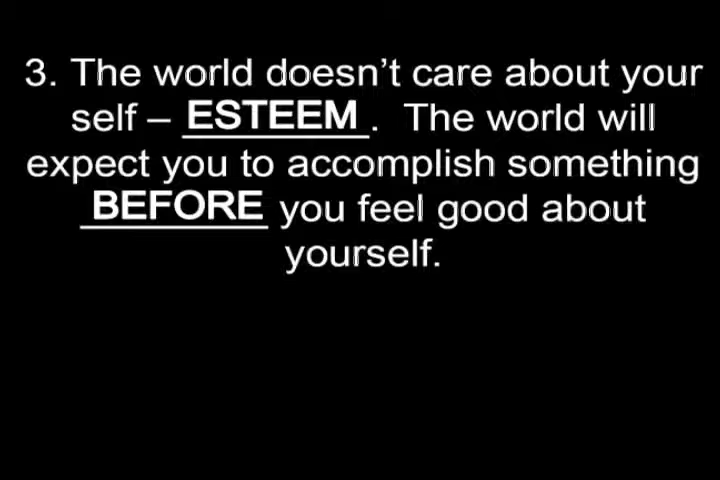 3. The world doesn't care about your
self – ESTEEM. The world will
expect you to accomplish something
BEFORE you feel good about
yourself.